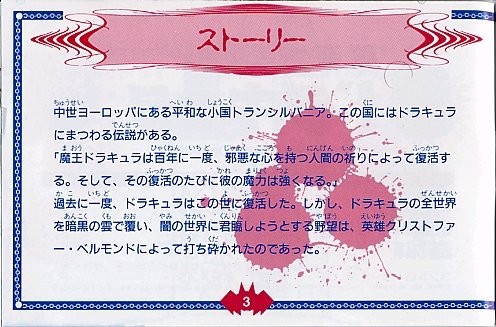 ストーリー
中世ヨーロッパにある平和な小国トランシルバニア。この国にはドラキュラ
にまつわる伝説がある。
「魔王ドラキュラは百年に一度、邪悪な心を持つ人間の祈りによって復活す
る。そして、その復活のたびに彼の魔力は強くなる。」
過去に一度、ドラキュラはこの世に復活した。しかし、ドラキュラの全世界
を暗黒の雲で覆い、闇の世界に君臨しようとする野望は、英雄クリストファ
ー・ベルモンドによって打ち砕かれたのであった。
3